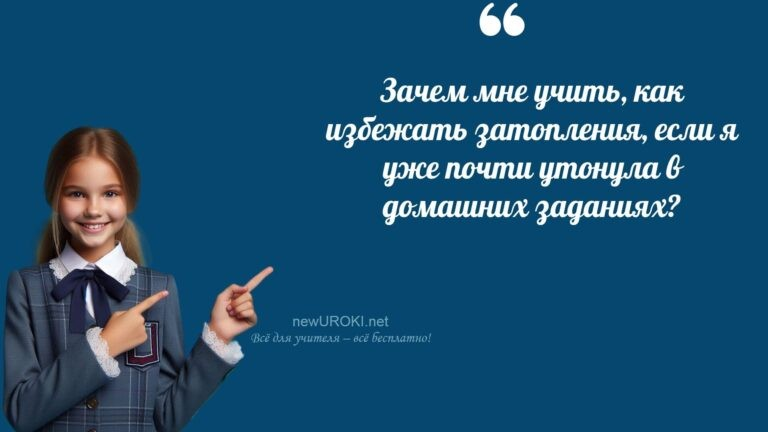 “
Зачем мне учить, как
избежать затопления, если я
уже почти утонула в
домашних заданиях?
newUROKI.net
Всё для учителя – всё бесплатно!